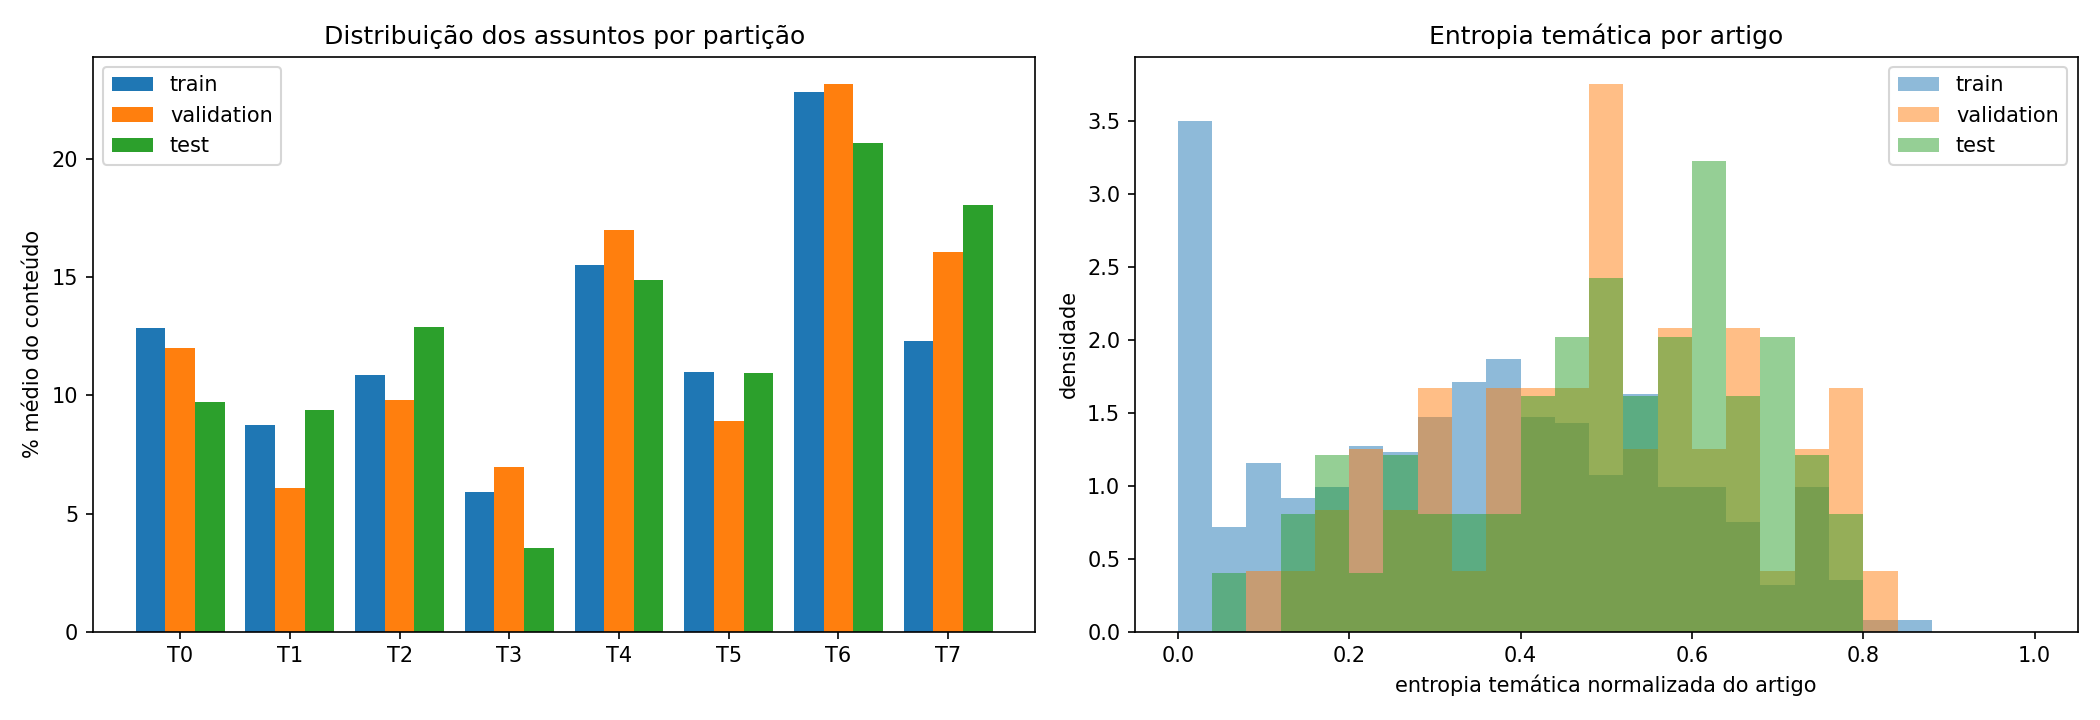 Distribuição dos assuntos por partição
train
validation
test
% médio do conteúdo
20
15
10
5
0
T0 T1 T2 T3 T4 T5 T6 T7
Entropia temática por artigo
train
validation
test
densidade
3.5
3.0
2.5
2.0
1.5
1.0
0.5
0.0
0.0 0.2 0.4 0.6 0.8 1.0
entropia temática normalizada do artigo